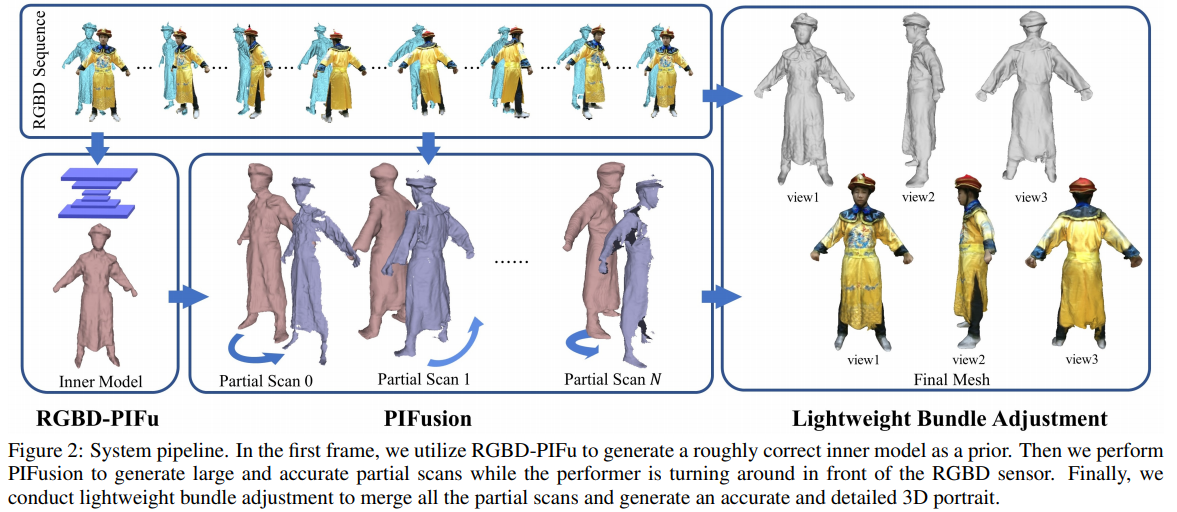 RGBD Sequence
view1
view2
view3
view1
view2
view3
Inner Model
Partial Scan 0
Partial Scan 1
......
Partial Scan N
Final Mesh
RGBD-PIFu
PIFusion
Lightweight Bundle Adjustment
Figure 2: System pipeline. In the first frame, we utilize RGBD-PIFu to generate a roughly correct inner model as a prior. Then we perform
PIFusion to generate large and accurate partial scans while the performer is turning around in front of the RGBD sensor. Finally, we
conduct lightweight bundle adjustment to merge all the partial scans and generate an accurate and detailed 3D portrait.